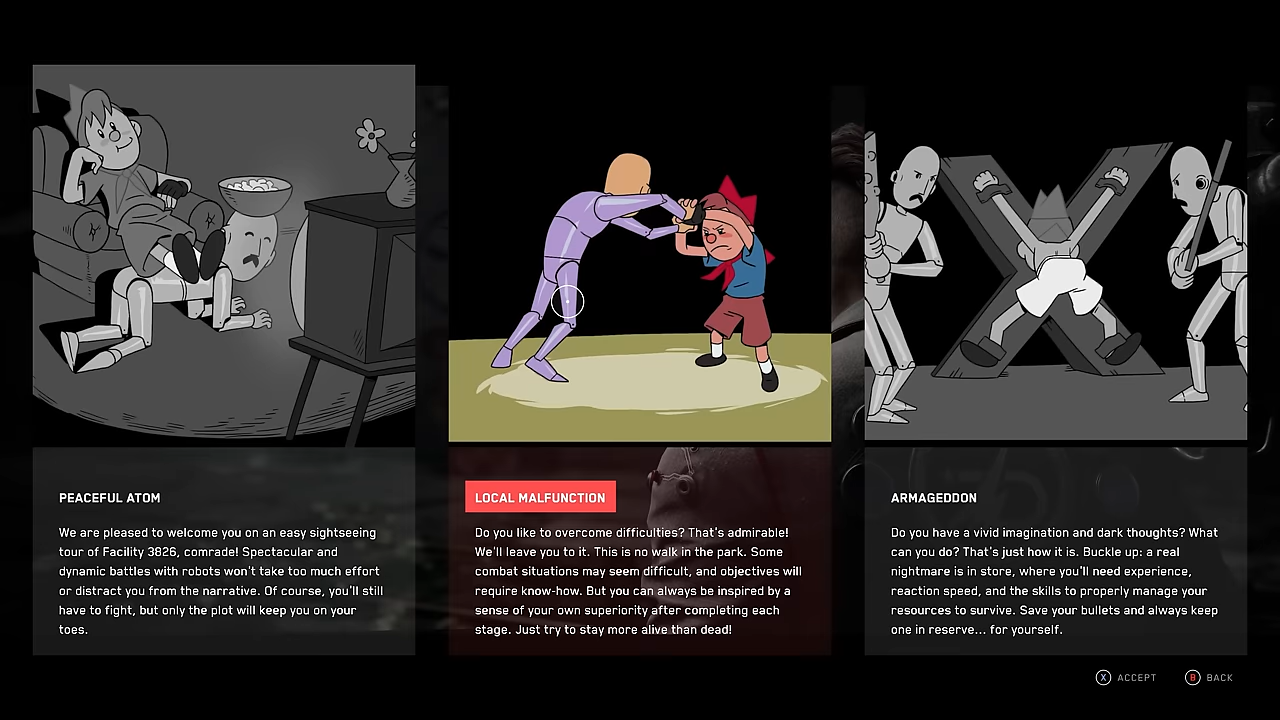 PEACEFUL ATOM
We are pleased to welcome you on an easy sightseeing
tour of Facility 3826, comrade! Spectacular and
dynamic battles with robots won't take too much effort
or distract you from the narrative. Of course, you'll still
have to fight, but only the plot will keep you on your
toes.
LOCAL MALFUNCTION
Do you like to overcome difficulties? That's admirable!
We'll leave you to it. This is no walk in the park. Some
combat situations may seem difficult, and objectives will
require know-how. But you can always be inspired by a
sense of your own superiority after completing each
stage. Just try to stay more alive than dead!
ARMAGEDDON
Do you have a vivid imagination and dark thoughts? What
can you do? That's just how it is. Buckle up: a real
nightmare is in store, where you'll need experience,
reaction speed, and the skills to properly manage your
resources to survive. Save your bullets and always keep
one in reserve... for yourself.
X ACCEPT B BACK